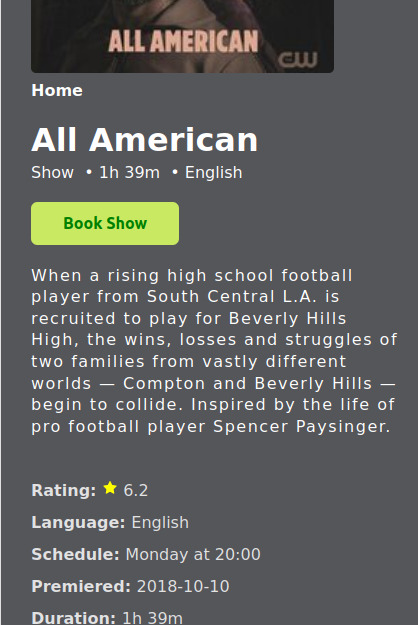 ALL AMERICAN
CW
Home
All American
Show • 1h 39m • English
Book Show
When a rising high school football
player from South Central L.A. is
recruited to play for Beverly Hills
High, the wins, losses and struggles of
two families from vastly different
worlds — Compton and Beverly Hills —
begin to collide. Inspired by the life of
pro football player Spencer Paysinger.
Rating: ⭐ 6.2
Language: English
Schedule: Monday at 20:00
Premiered: 2018-10-10
Duration: 1h 39m